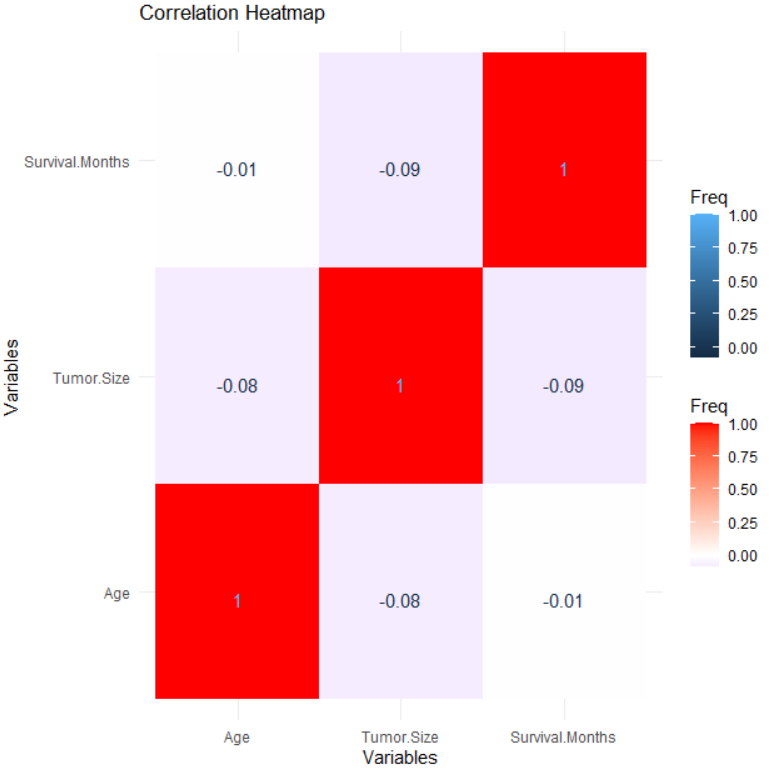 Correlation Heatmap
Variables
Survival.Months
-0.01
-0.09
1
Tumor.Size
-0.08
1
-0.09
Age
1
-0.08
-0.01
Age
Tumor.Size
Survival.Months
Variables
Freq
1.00
0.75
0.50
0.25
0.00
Freq
1.00
0.75
0.50
0.25
0.00